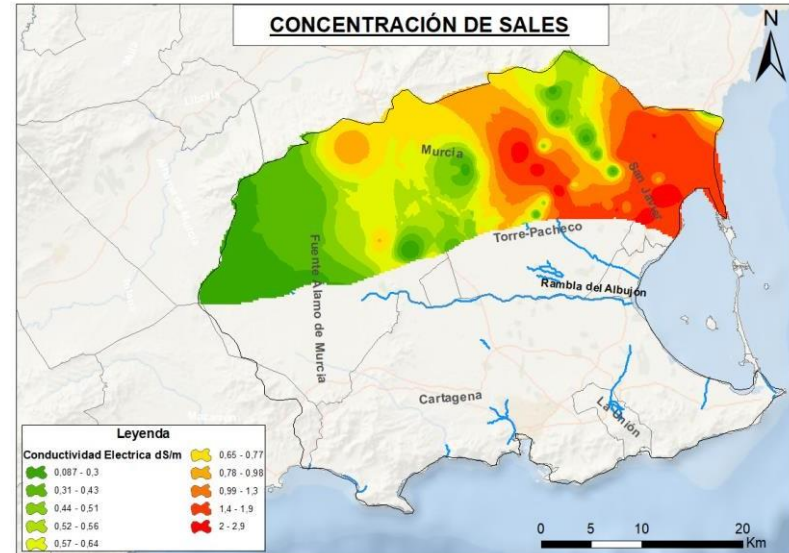 CONCENTRACIÓN DE SALES
N
Murcia
San Javier
Torre-Pacheco
Fuente Alamo de Murcia
Rambla del Albujón
Cartagena
La Unión
Leyenda
Conductividad Electrica dS/m
0,087 - 0,3
0,31 - 0,43
0,44 - 0,51
0,52 - 0,56
0,57 - 0,64
0,65 - 0,77
0,78 - 0,98
0,99 - 1,3
1,4 - 1,9
2 - 2,9
0 5 10 20
Km